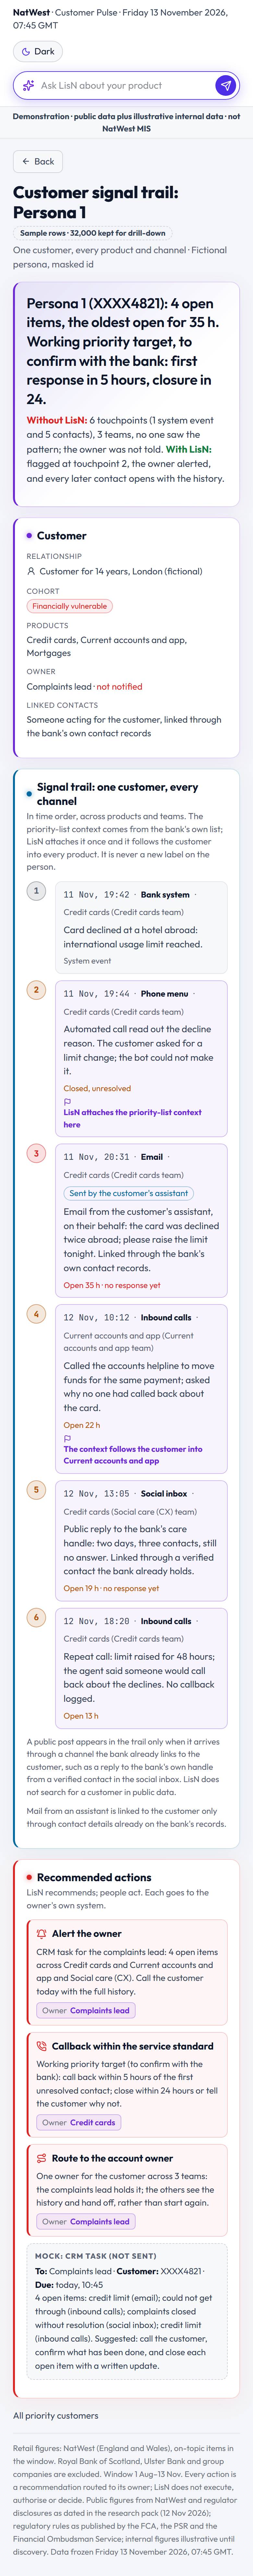 NatWest · Customer Pulse · Friday 13 November 2026,
07:45 GMT
Dark
Ask LisN about your product
Demonstration · public data plus illustrative internal data · not
NatWest MIS
Back
Customer signal trail:
Persona 1
Sample rows · 32,000 kept for drill-down
One customer, every product and channel · Fictional
persona, masked id
Persona 1 (XXXX4821): 4 open
items, the oldest open for 35 h.
Working priority target, to
confirm with the bank: first
response in 5 hours, closure in
24.
Without LisN: 6 touchpoints (1 system event
and 5 contacts), 3 teams, no one saw the
pattern; the owner was not told. With LisN:
flagged at touchpoint 2, the owner alerted,
and every later contact opens with the history.
Customer
RELATIONSHIP
Customer for 14 years, London (fictional)
COHORT
Financially vulnerable
PRODUCTS
Credit cards, Current accounts and app,
Mortgages
OWNER
Complaints lead · not notified
LINKED CONTACTS
Someone acting for the customer, linked through
the bank's own contact records
Signal trail: one customer, every
channel
In time order, across products and teams. The
priority-list context comes from the bank's own list;
LisN attaches it once and it follows the customer
into every product. It is never a new label on the
person.
1
11 Nov, 19:42 · Bank system ·
Credit cards (Credit cards team)
Card declined at a hotel abroad:
international usage limit reached.
System event
2
11 Nov, 19:44 · Phone menu ·
Credit cards (Credit cards team)
Automated call read out the decline
reason. The customer asked for a
limit change; the bot could not make
it.
Closed, unresolved
LisN attaches the priority-list context
here
3
11 Nov, 20:31 · Email ·
Credit cards (Credit cards team)
Sent by the customer's assistant
Email from the customer's assistant,
on their behalf: the card was declined
twice abroad; please raise the limit
tonight. Linked through the bank's
own contact records.
Open 35 h · no response yet
4
12 Nov, 10:12 · Inbound calls ·
Current accounts and app (Current
accounts and app team)
Called the accounts helpline to move
funds for the same payment; asked
why no one had called back about
the card.
Open 22 h
The context follows the customer into
Current accounts and app
5
12 Nov, 13:05 · Social inbox ·
Credit cards (Social care (CX) team)
Public reply to the bank's care
handle: two days, three contacts, still
no answer. Linked through a verified
contact the bank already holds.
Open 19 h · no response yet
6
12 Nov, 18:20 · Inbound calls ·
Credit cards (Credit cards team)
Repeat call: limit raised for 48 hours;
the agent said someone would call
back about the declines. No callback
logged.
Open 13 h
A public post appears in the trail only when it arrives
through a channel the bank already links to the
customer, such as a reply to the bank's own handle
from a verified contact in the social inbox. LisN does
not search for a customer in public data.
Mail from an assistant is linked to the customer only
through contact details already on the bank's records.
Recommended actions
LisN recommends; people act. Each goes to the
owner's own system.
Alert the owner
CRM task for the complaints lead: 4 open items
across Credit cards and Current accounts and
app and Social care (CX). Call the customer
today with the full history.
Owner Complaints lead
Callback within the service standard
Working priority target (to confirm with the
bank): call back within 5 hours of the first
unresolved contact; close within 24 hours or tell
the customer why not.
Owner Credit cards
Route to the account owner
One owner for the customer across 3 teams:
the complaints lead holds it; the others see the
history and hand off, rather than start again.
Owner Complaints lead
MOCK: CRM TASK (NOT SENT)
To: Complaints lead · Customer: XXXX4821 ·
Due: today, 10:45
4 open items: credit limit (email); could not get
through (inbound calls); complaints closed
without resolution (social inbox); credit limit
(inbound calls). Suggested: call the customer,
confirm what has been done, and close each
open item with a written update.
All priority customers
Retail figures: NatWest (England and Wales), on-topic items in
the window. Royal Bank of Scotland, Ulster Bank and group
companies are excluded. Window 1 Aug–13 Nov. Every action is
a recommendation routed to its owner; LisN does not execute,
authorise or decide. Public figures from NatWest and regulator
disclosures as dated in the research pack (12 Nov 2026);
regulatory rules as published by the FCA, the PSR and the
Financial Ombudsman Service; internal figures illustrative until
discovery. Data frozen Friday 13 November 2026, 07:45 GMT.